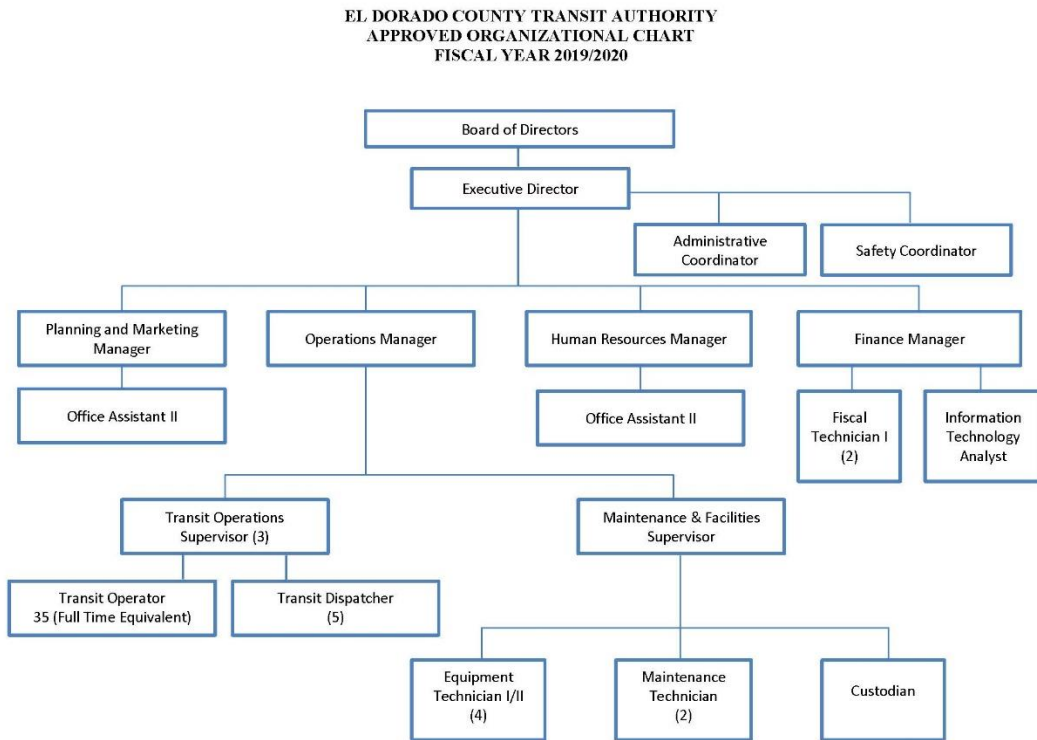 EL DORADO COUNTY TRANSIT AUTHORITY
APPROVED ORGANIZATIONAL CHART
FISCAL YEAR 2019/2020
Board of Directors
Executive Director
Administrative
Coordinator
Safety Coordinator
Planning and Marketing
Manager
Operations Manager
Human Resources Manager
Finance Manager
Office Assistant II
Office Assistant II
Fiscal
Technician I
(2)
Information
Technology
Analyst
Transit Operations
Supervisor (3)
Maintenance & Facilities
Supervisor
Transit Operator
35 (Full Time Equivalent)
Transit Dispatcher
(5)
Equipment
Technician I/II
(4)
Maintenance
Technician
(2)
Custodian